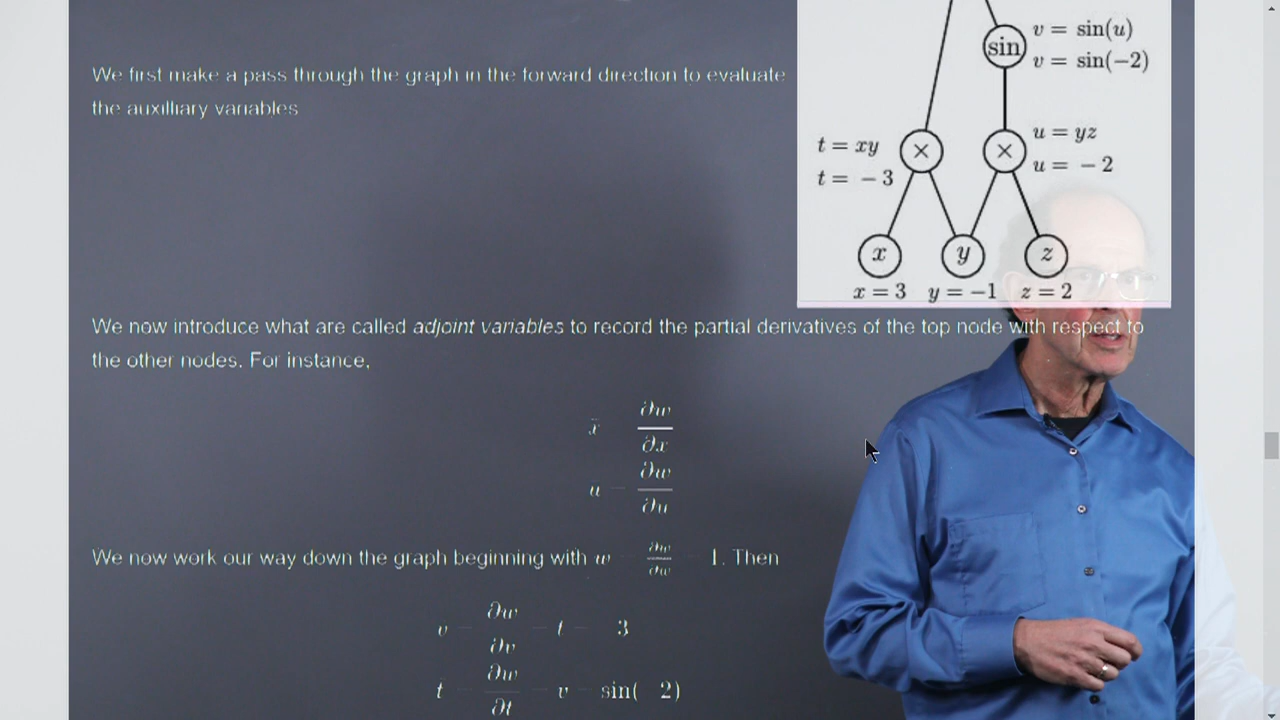 We first make a pass through the graph in the forward direction to evaluate
the auxilliary variables
v = sin(u)
sin
v = sin(−2)
t = xy
×
×
u = yz
t = − 3
u = − 2
x
y
z
x = 3 y = −1 z = 2
We now introduce what are called adjoint variables to record the partial derivatives of the top node with respect to
the other nodes. For instance,
x̄ ∂w/∂x
u − ∂w/∂u
We now work our way down the graph beginning with w − ∂w/∂w − 1. Then
v − ∂w/∂v − t − 3
t − ∂w/∂t − v − sin( 2)